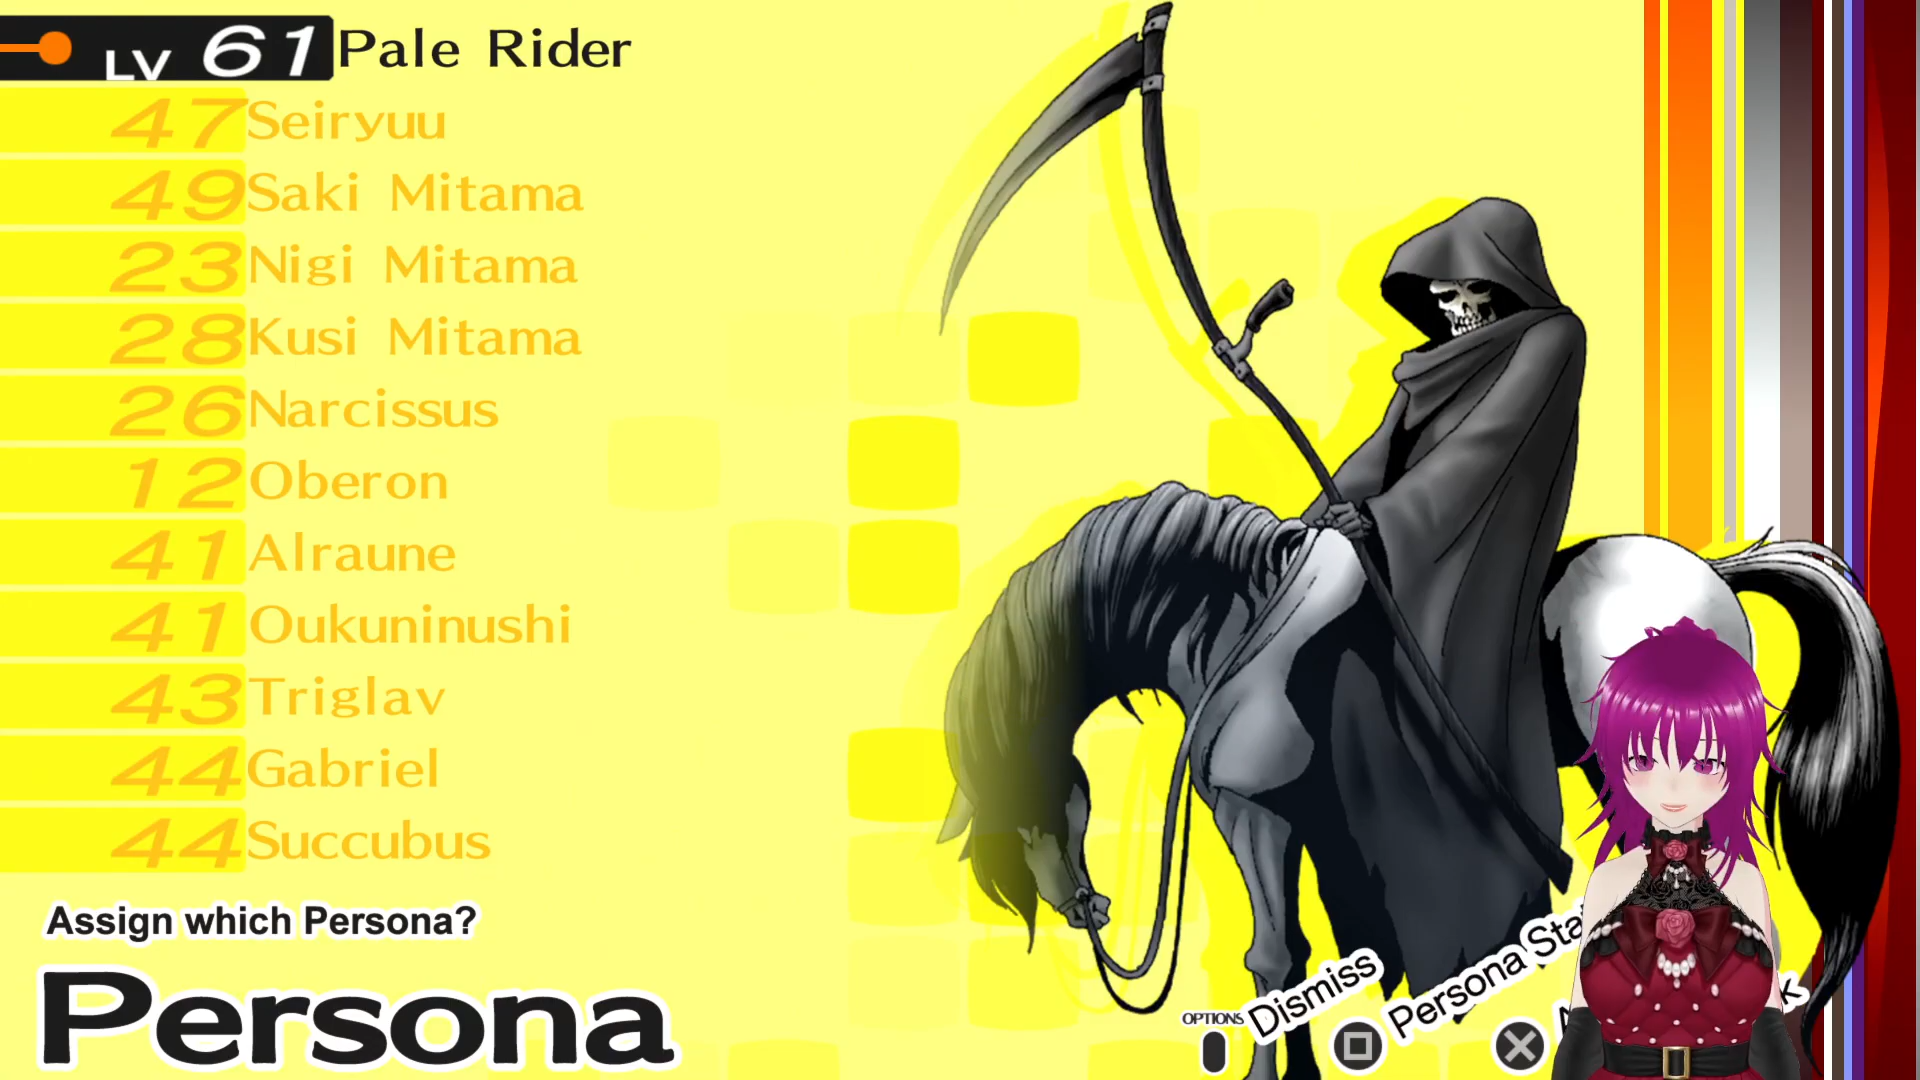 LV 61 Pale Rider
47 Seiryuu
49 Saki Mitama
23 Nigi Mitama
28 Kusi Mitama
26 Narcissus
12 Oberon
41 Alraune
41 Oukuninushi
43 Triglav
44 Gabriel
44 Succubus
Assign which Persona?
Persona
OPTIONS Dismiss
Persona